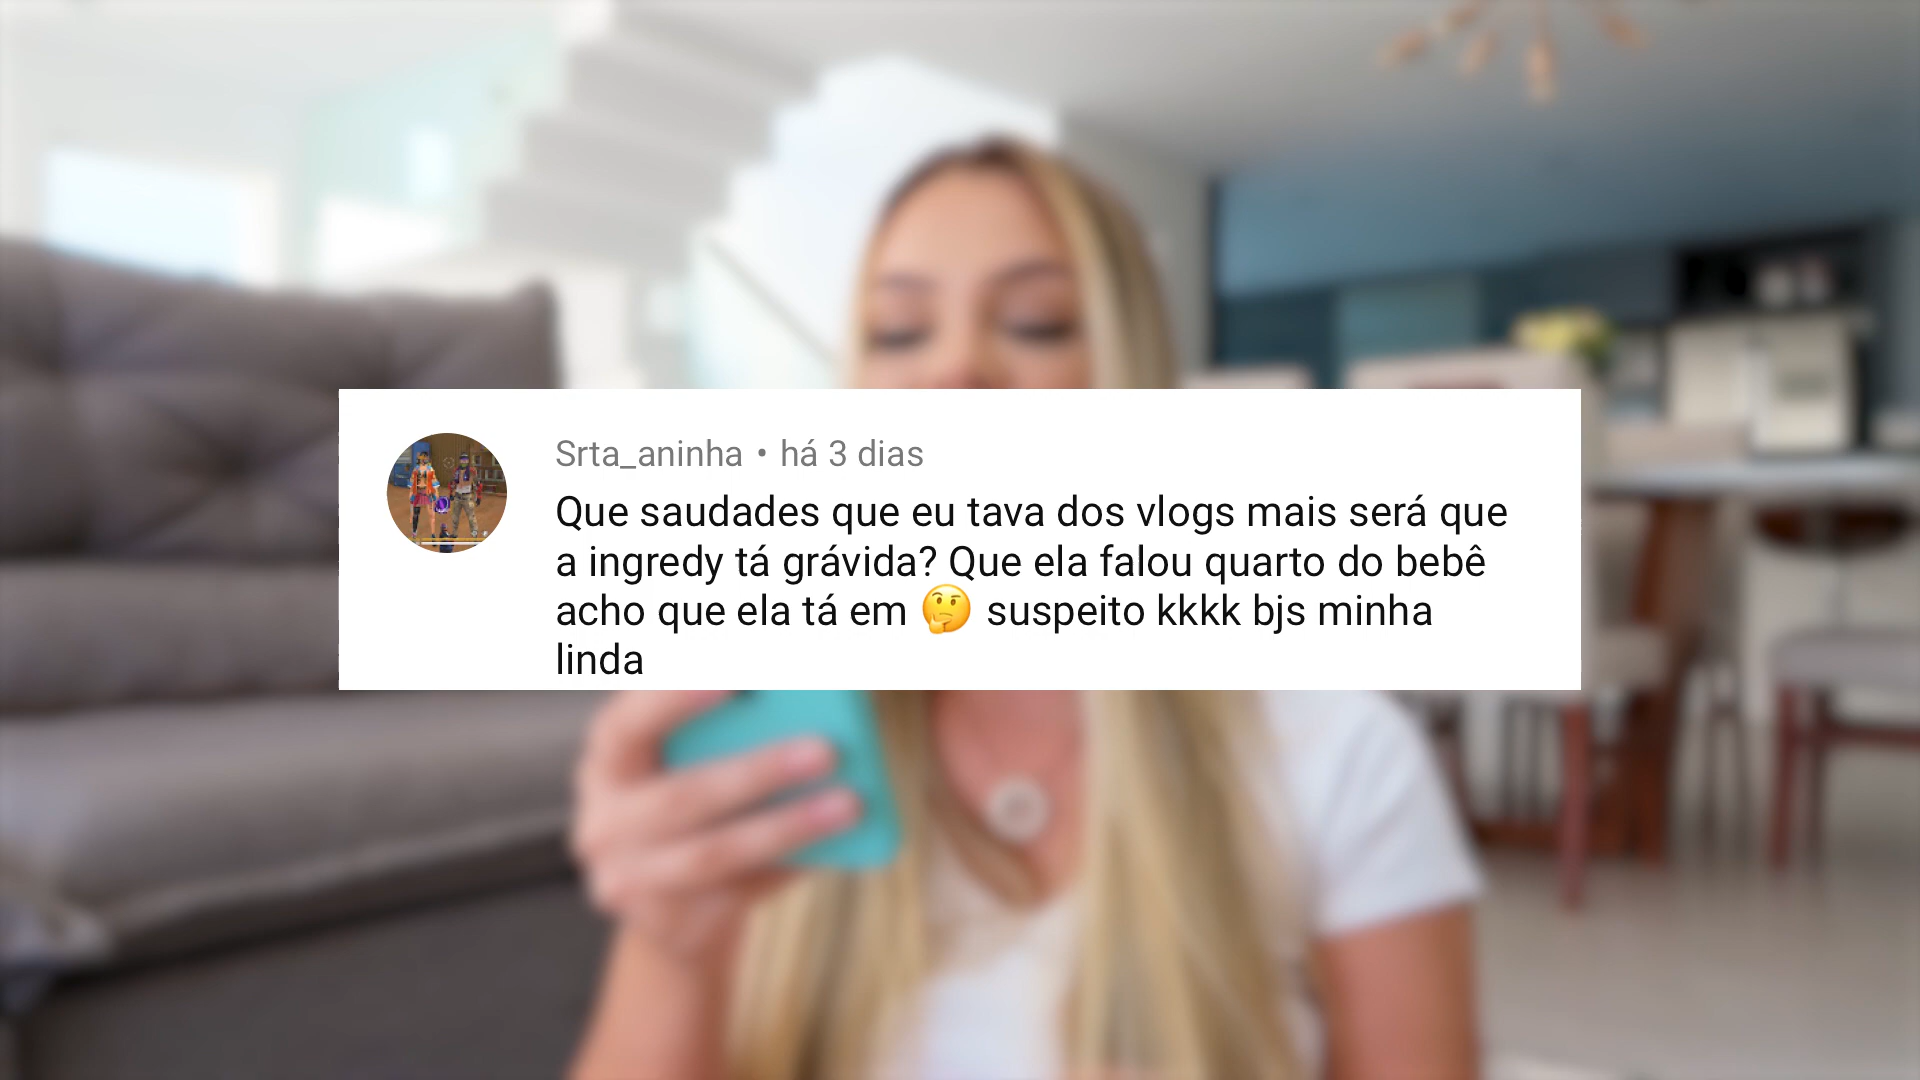 Srta_aninha • há 3 dias
Que saudades que eu tava dos vlogs mais será que
a ingredy tá grávida? Que ela falou quarto do bebê
acho que ela tá em 🤔 suspeito kkkk bjs minha
linda